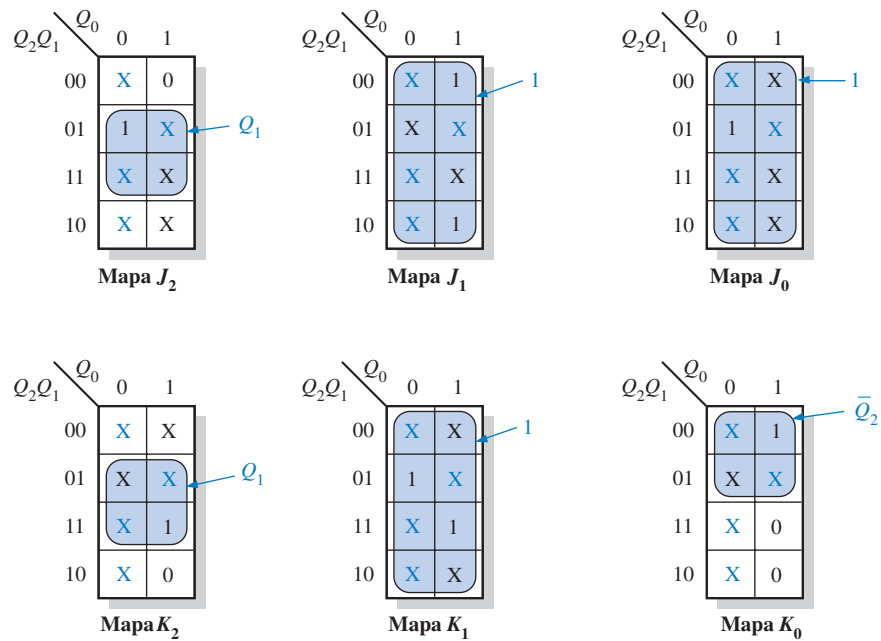 Q0 Q0 Q0
Q2Q1 0 1 Q2Q1 0 1 Q2Q1 0 1
00 X 0 00 X 1 1 00 X X 1
01 1 X Q1 01 X X 01 1 X
11 X X 11 X X 11 X X
10 X X 10 X 1 10 X X
Mapa J2 Mapa J1 Mapa J0
Q0 Q0 Q0
Q2Q1 0 1 Q2Q1 0 1 Q2Q1 0 1
00 X X 00 X X 1 00 X 1 Q̅2
01 X X Q1 01 1 X 01 X X
11 X 1 11 X 1 11 X 0
10 X 0 10 X X 10 X 0
Mapa K2 Mapa K1 Mapa K0